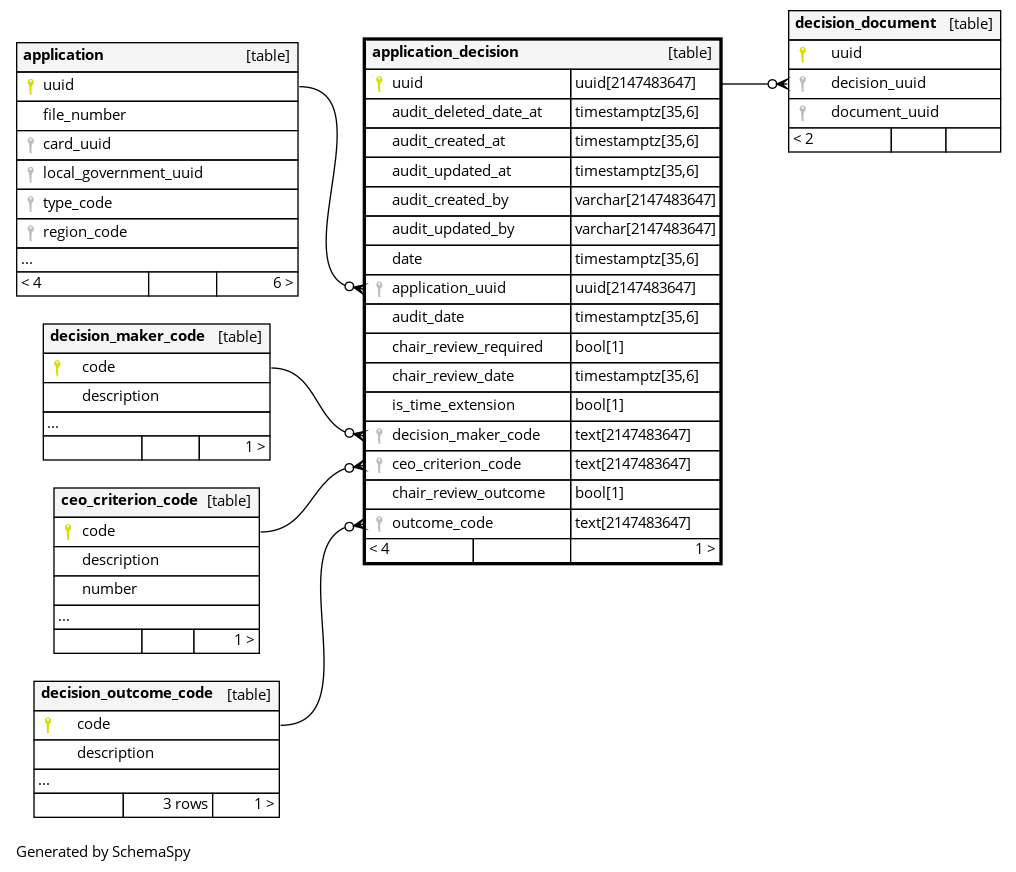 application [table]
uuid
file_number
card_uuid
local_government_uuid
type_code
region_code
...
< 4 6 >
decision_maker_code [table]
code
description
...
1 >
ceo_criterion_code [table]
code
description
number
...
1 >
decision_outcome_code [table]
code
description
...
3 rows 1 >
application_decision [table]
uuid uuid[2147483647]
audit_deleted_date_at timestamptz[35,6]
audit_created_at timestamptz[35,6]
audit_updated_at timestamptz[35,6]
audit_created_by varchar[2147483647]
audit_updated_by varchar[2147483647]
date timestamptz[35,6]
application_uuid uuid[2147483647]
audit_date timestamptz[35,6]
chair_review_required bool[1]
chair_review_date timestamptz[35,6]
is_time_extension bool[1]
decision_maker_code text[2147483647]
ceo_criterion_code text[2147483647]
chair_review_outcome bool[1]
outcome_code text[2147483647]
< 4 1 >
decision_document [table]
uuid
decision_uuid
document_uuid
< 2
Generated by SchemaSpy